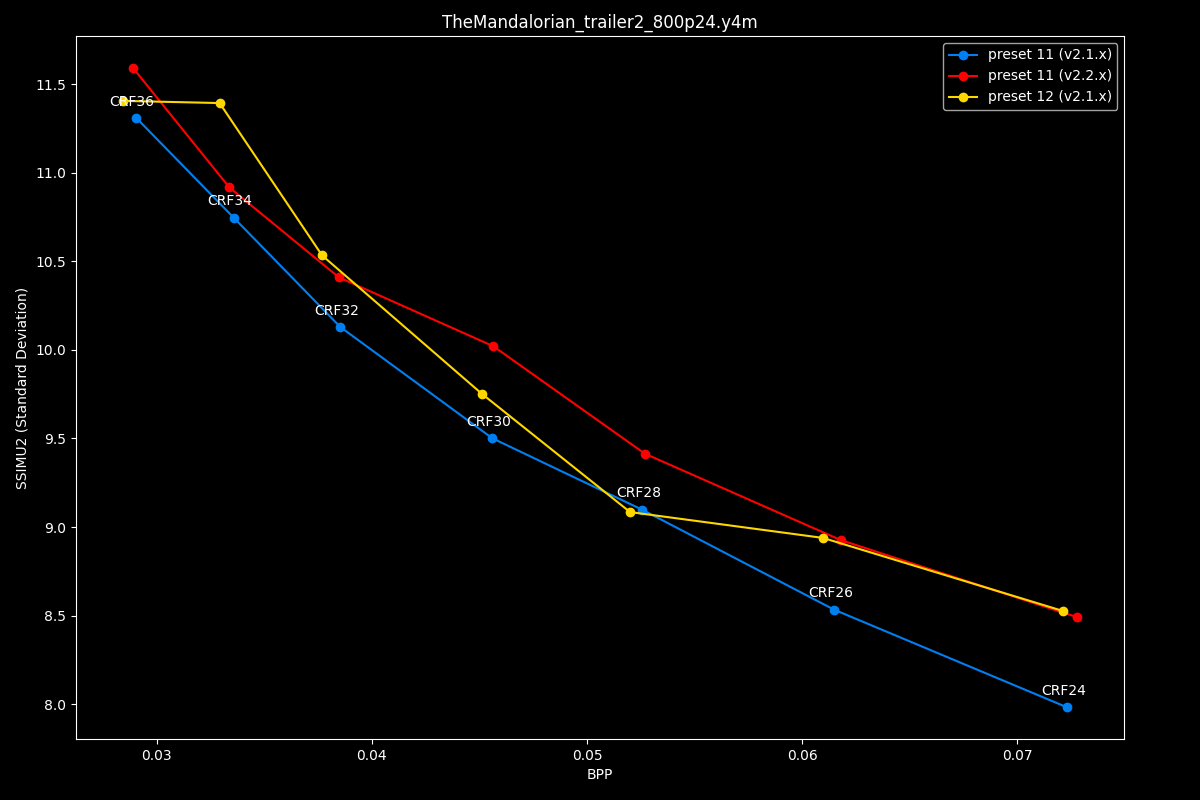 TheMandalorian_trailer2_800p24.y4m
preset 11 (v2.1.x)
preset 11 (v2.2.x)
preset 12 (v2.1.x)
11.5
11.0
10.5
10.0
9.5
9.0
8.5
8.0
SSIMU2 (Standard Deviation)
CRF36
CRF34
CRF32
CRF30
CRF28
CRF26
CRF24
0.03
0.04
0.05
0.06
0.07
BPP